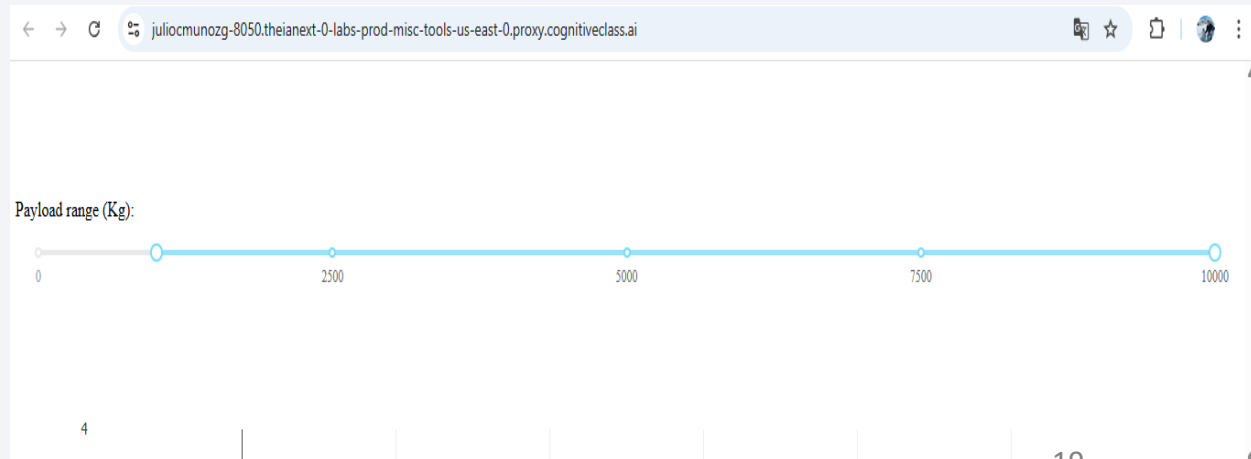 juliocmunozg-8050.theianext-0-labs-prod-misc-tools-us-east-0.proxy.cognitiveclass.ai
Payload range (Kg):
0 2500 5000 7500 10000
4